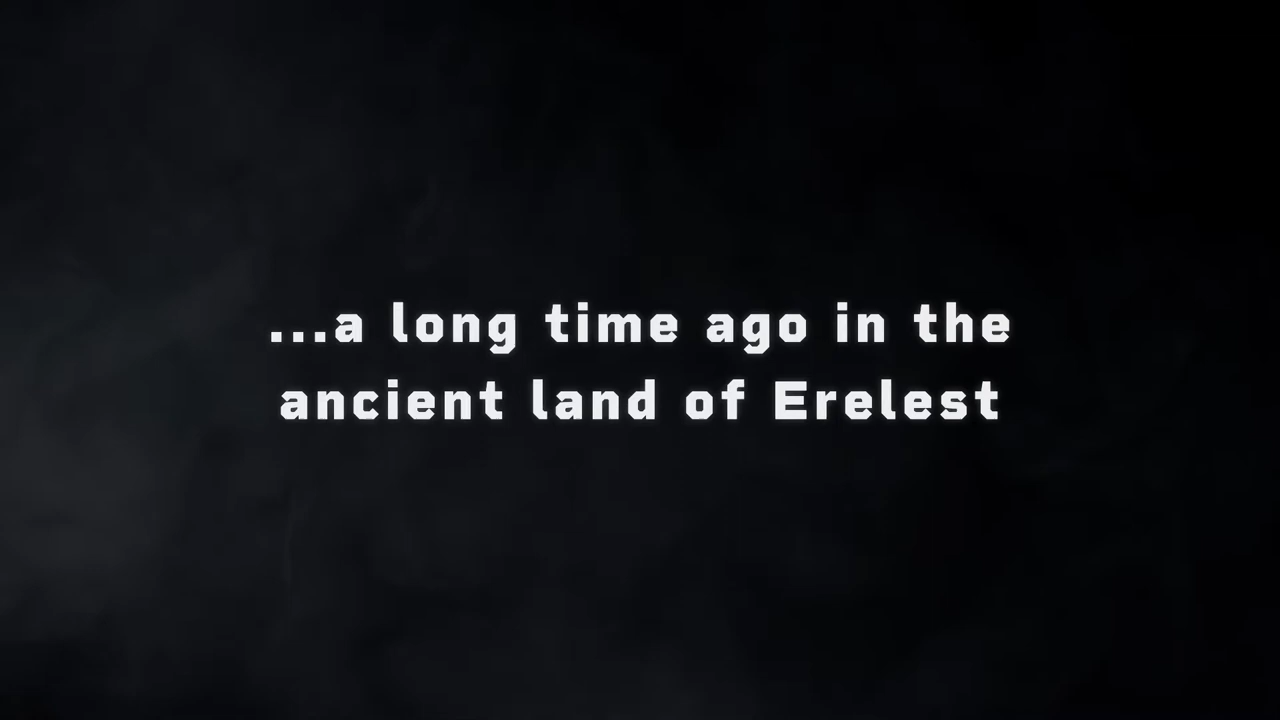 ...a long time ago in the
ancient land of Erelest